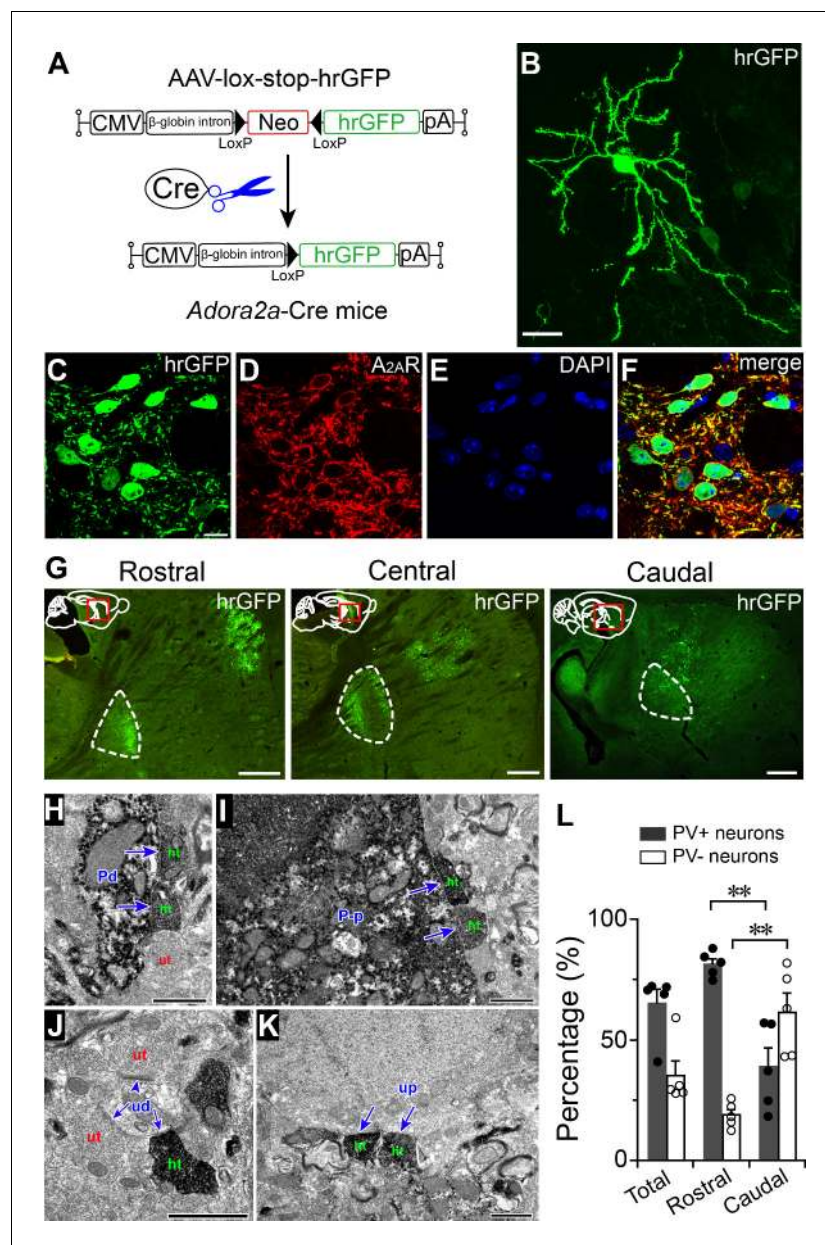 A
AAV-lox-stop-hrGFP
CMV β-globin intron Neo hrGFP pA
LoxP LoxP
Cre
CMV β-globin intron hrGFP pA
LoxP
Adora2a-Cre mice
B hrGFP
C hrGFP
D A2AR
E DAPI
F merge
G
Rostral Central Caudal
hrGFP hrGFP hrGFP
H
Pd
ht
ht
ut
I
P-p
ht
ht
J
ut
ud
ut
ht
K
up
ht ht
L
PV+ neurons
PV- neurons
**
**
100
50
0
Percentage (%)
Total Rostral Caudal